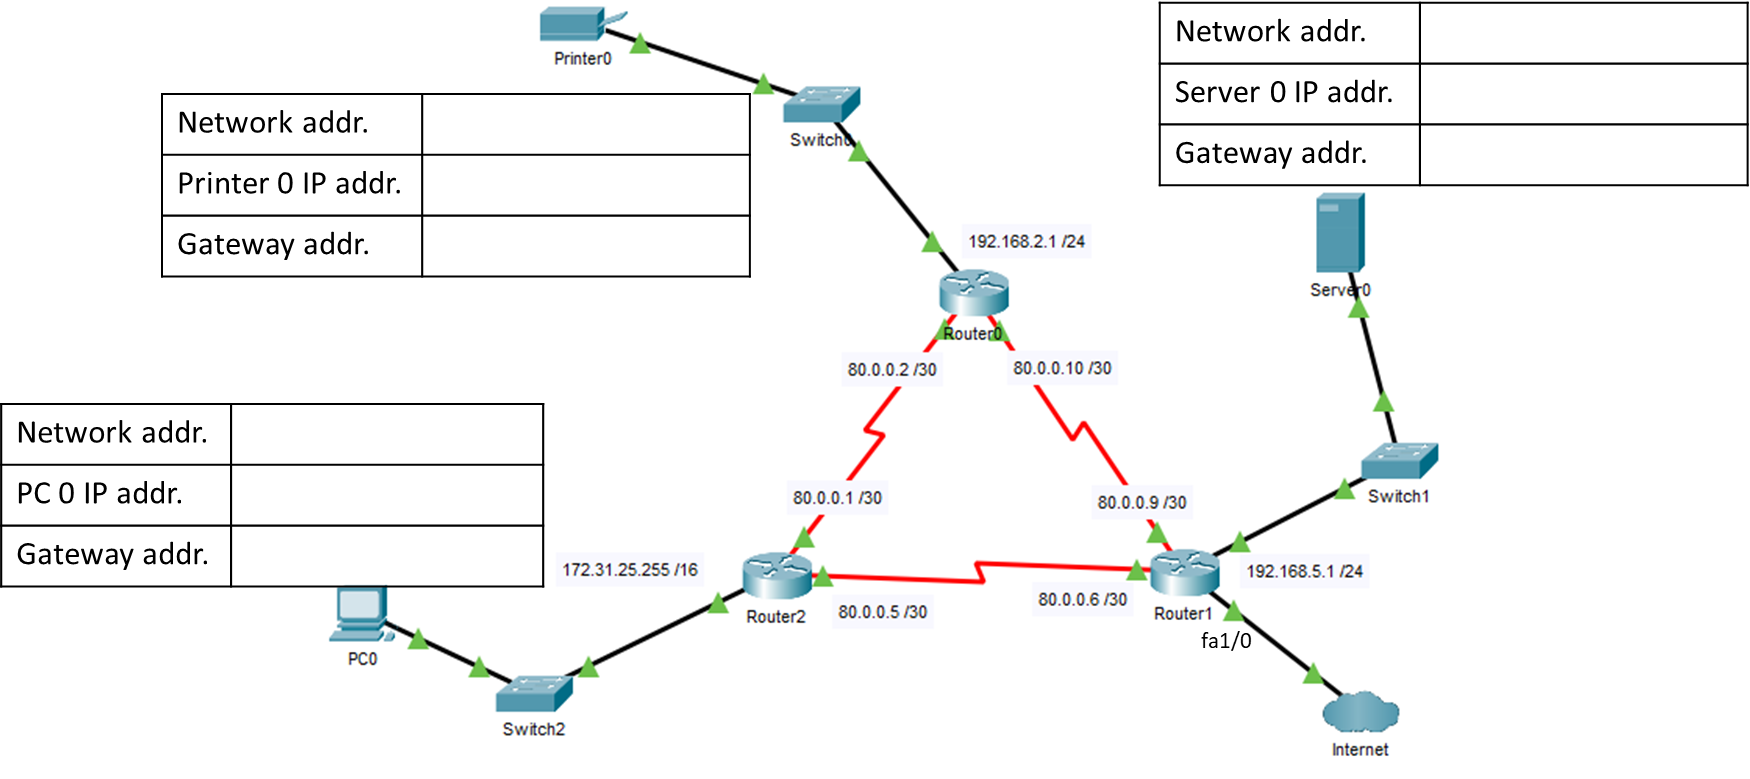 Printer0
Network addr.
Server 0 IP addr.
Gateway addr.
Network addr.
Printer 0 IP addr.
Gateway addr.
Switch0
192.168.2.1 /24
Server0
Router0
80.0.0.2 /30
80.0.0.10 /30
Network addr.
PC 0 IP addr.
Gateway addr.
80.0.0.1 /30
80.0.0.9 /30
Switch1
172.31.25.255 /16
192.168.5.1 /24
80.0.0.5 /30
80.0.0.6 /30
Router2
Router1
fa1/0
PC0
Switch2
Internet